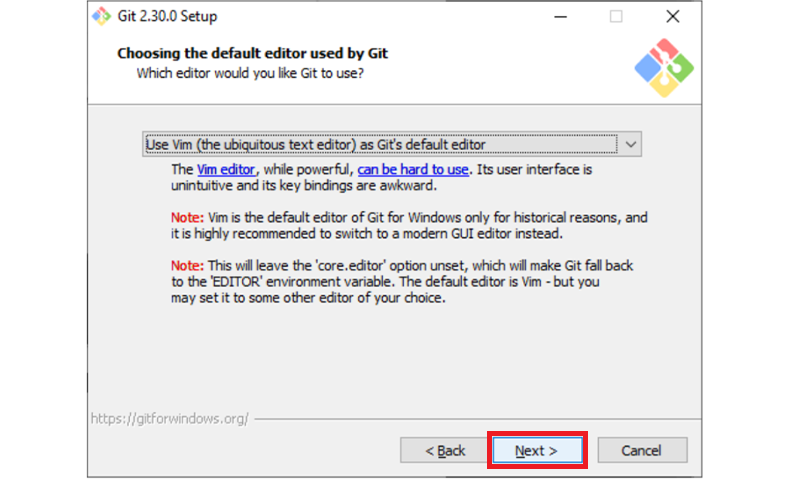 Git 2.30.0 Setup
Choosing the default editor used by Git
Which editor would you like Git to use?
Use Vim (the ubiquitous text editor) as Git's default editor
The Vim editor, while powerful, can be hard to use. Its user interface is
unintuitive and its key bindings are awkward.
Note: Vim is the default editor of Git for Windows only for historical reasons, and
it is highly recommended to switch to a modern GUI editor instead.
Note: This will leave the 'core.editor' option unset, which will make Git fall back
to the 'EDITOR' environment variable. The default editor is Vim - but you
may set it to some other editor of your choice.
https://gitforwindows.org/
< Back
Next >
Cancel